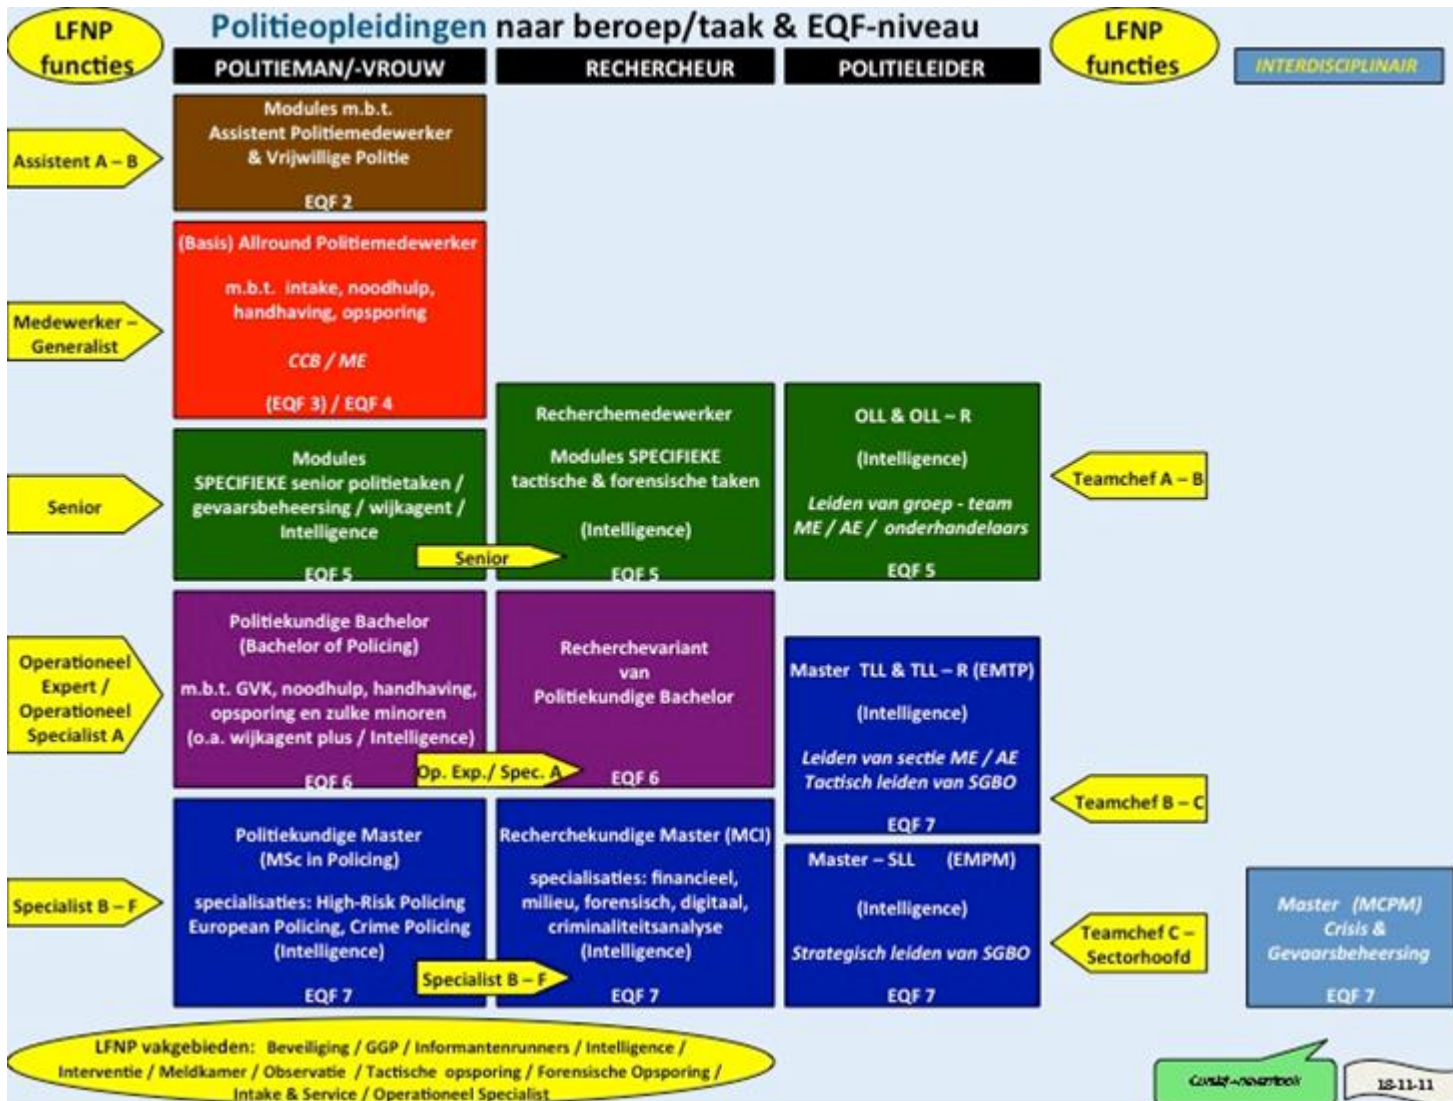 LFNP
functies
Politieopleidingen naar beroep/taak & EQF-niveau
LFNP
functies
POLITIEMAN/-VROUW
RECHERCHEUR
POLITIELEIDER
INTERDISCIPLINAIR
Assistent A – B
Modules m.b.t.
Assistent Politiemedewerker
& Vrijwillige Politie
EQF 2
Medewerker –
Generalist
(Basis) Allround Politiemedewerker
m.b.t. intake, noodhulp,
handhaving, opsporing
CCB / ME
(EQF 3) / EQF 4
Senior
Modules
SPECIFIEKE senior politietaken /
gevaarsbeheersing / wijkagent /
Intelligence
EQF 5
Senior
Recherchemedewerker
Modules SPECIFIEKE
tactische & forensische taken
(Intelligence)
EQF 5
OLL & OLL – R
(Intelligence)
Leiden van groep - team
ME / AE / onderhandelaars
EQF 5
Teamchef A – B
Operationeel
Expert /
Operationeel
Specialist A
Politiekundige Bachelor
(Bachelor of Policing)
m.b.t. GVK, noodhulp, handhaving,
opsporing en zulke minoren
(o.a. wijkagent plus / Intelligence)
EQF 6
Op. Exp./ Spec. A
Recherchevariant
van
Politiekundige Bachelor
EQF 6
Master TLL & TLL – R (EMTP)
(Intelligence)
Leiden van sectie ME / AE
Tactisch leiden van SGBO
EQF 7
Teamchef B – C
Specialist B – F
Politiekundige Master
(MSc in Policing)
specialisaties: High-Risk Policing
European Policing, Crime Policing
(Intelligence)
EQF 7
Specialist B – F
Recherchekundige Master (MCI)
specialisaties: financieel,
milieu, forensisch, digitaal,
criminaliteitsanalyse
(Intelligence)
EQF 7
Master – SLL (EMPM)
(Intelligence)
Strategisch leiden van SGBO
EQF 7
Teamchef C –
Sectorhoofd
Master (MCPM)
Crisis &
Gevaarsbeheersing
EQF 7
LFNP vakgebieden: Beveiliging / GGP / Informantenrunners / Intelligence /
Interventie / Meldkamer / Observatie / Tactische opsporing / Forensische Opsporing /
Intake & Service / Operationeel Specialist
18-11-11